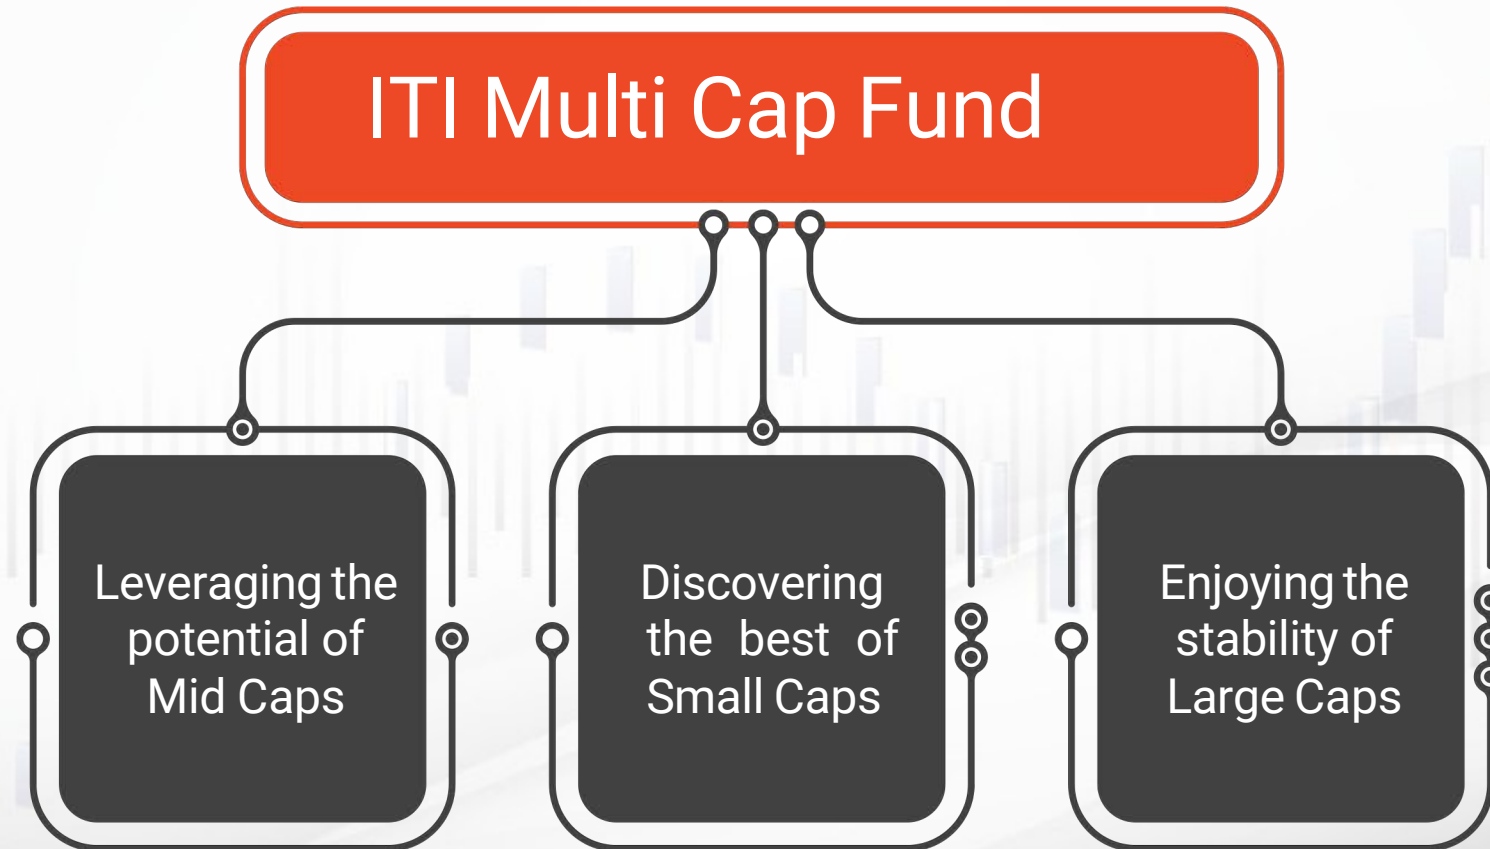 ITI Multi Cap Fund
Leveraging the
potential of
Mid Caps
Discovering
the best of
Small Caps
Enjoying the
stability of
Large Caps